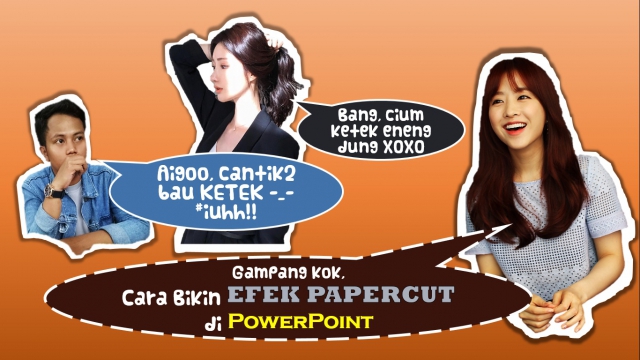 Bang, cium
ketek eneng
dung XOXO
Aigoo, cantik2
bau KETEK -_-
#iuhh!!
Gampang kok,
Cara Bikin EFEK PAPERCUT
di PowerPoint